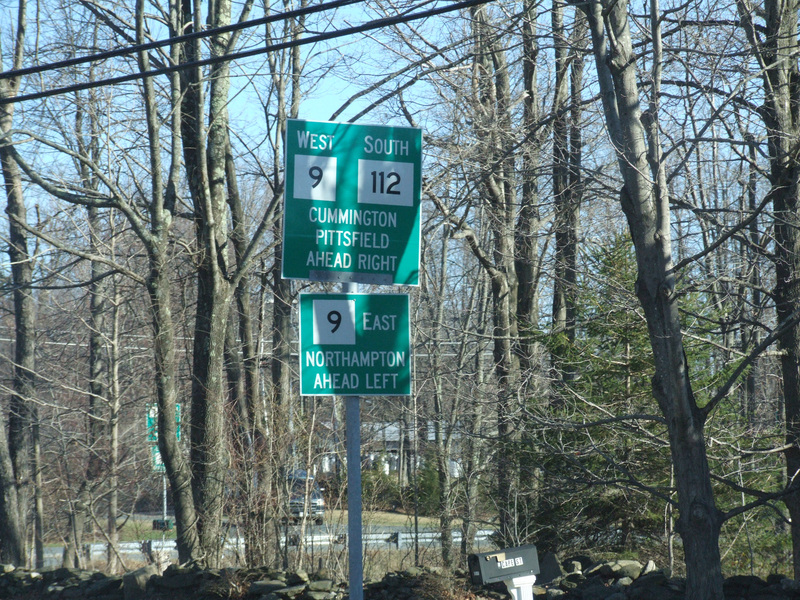 WEST SOUTH
9 112
CUMMINGTON
PITTSFIELD
AHEAD RIGHT
9 EAST
NORTHAMPTON
AHEAD LEFT